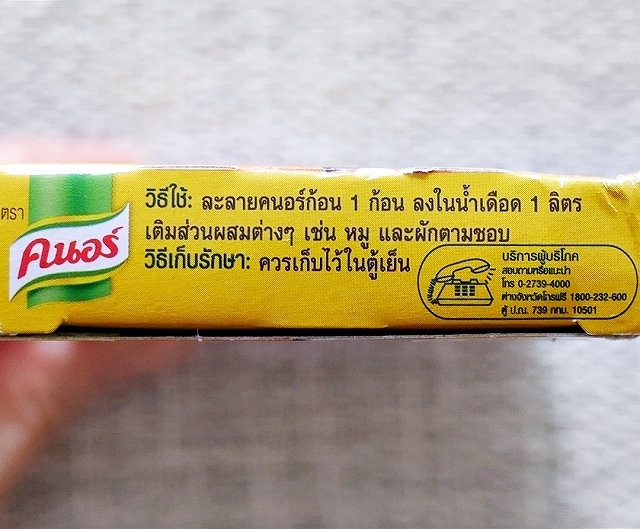 ตรา
คนอร์
วิธีใช้: ละลายคนอร์ก้อน 1 ก้อน ลงในน้ำเดือด 1 ลิตร
เติมส่วนผสมต่างๆ เช่น หมู และผักตามชอบ
วิธีเก็บรักษา: ควรเก็บไว้ในตู้เย็น
บริการผู้บริโภค
สอบถามหรือแนะนำ
โทร 0-2739-4000
ต่างจังหวัดโทรฟรี 1800-232-600
ตู้ ป.ณ. 739 กทม. 10501